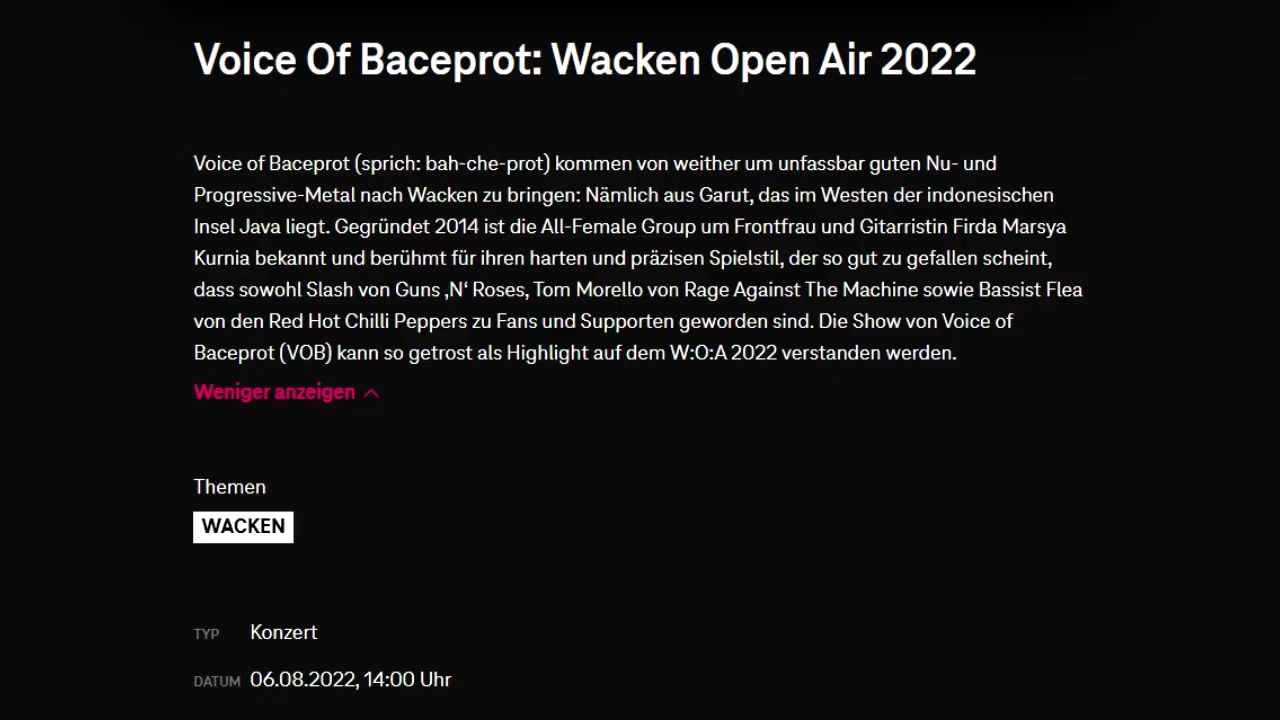 Voice Of Baceprot: Wacken Open Air 2022
Voice of Baceprot (sprich: bah-che-prot) kommen von weither um unfassbar guten Nu- und
Progressive-Metal nach Wacken zu bringen: Nämlich aus Garut, das im Westen der indonesischen
Insel Java liegt. Gegründet 2014 ist die All-Female Group um Frontfrau und Gitarristin Firda Marsya
Kurnia bekannt und berühmt für ihren harten und präzisen Spielstil, der so gut zu gefallen scheint,
dass sowohl Slash von Guns ‚N‘ Roses, Tom Morello von Rage Against The Machine sowie Bassist Flea
von den Red Hot Chilli Peppers zu Fans und Supporten geworden sind. Die Show von Voice of
Baceprot (VOB) kann so getrost als Highlight auf dem W:O:A 2022 verstanden werden.
Weniger anzeigen
Themen
WACKEN
TYP Konzert
DATUM 06.08.2022, 14:00 Uhr